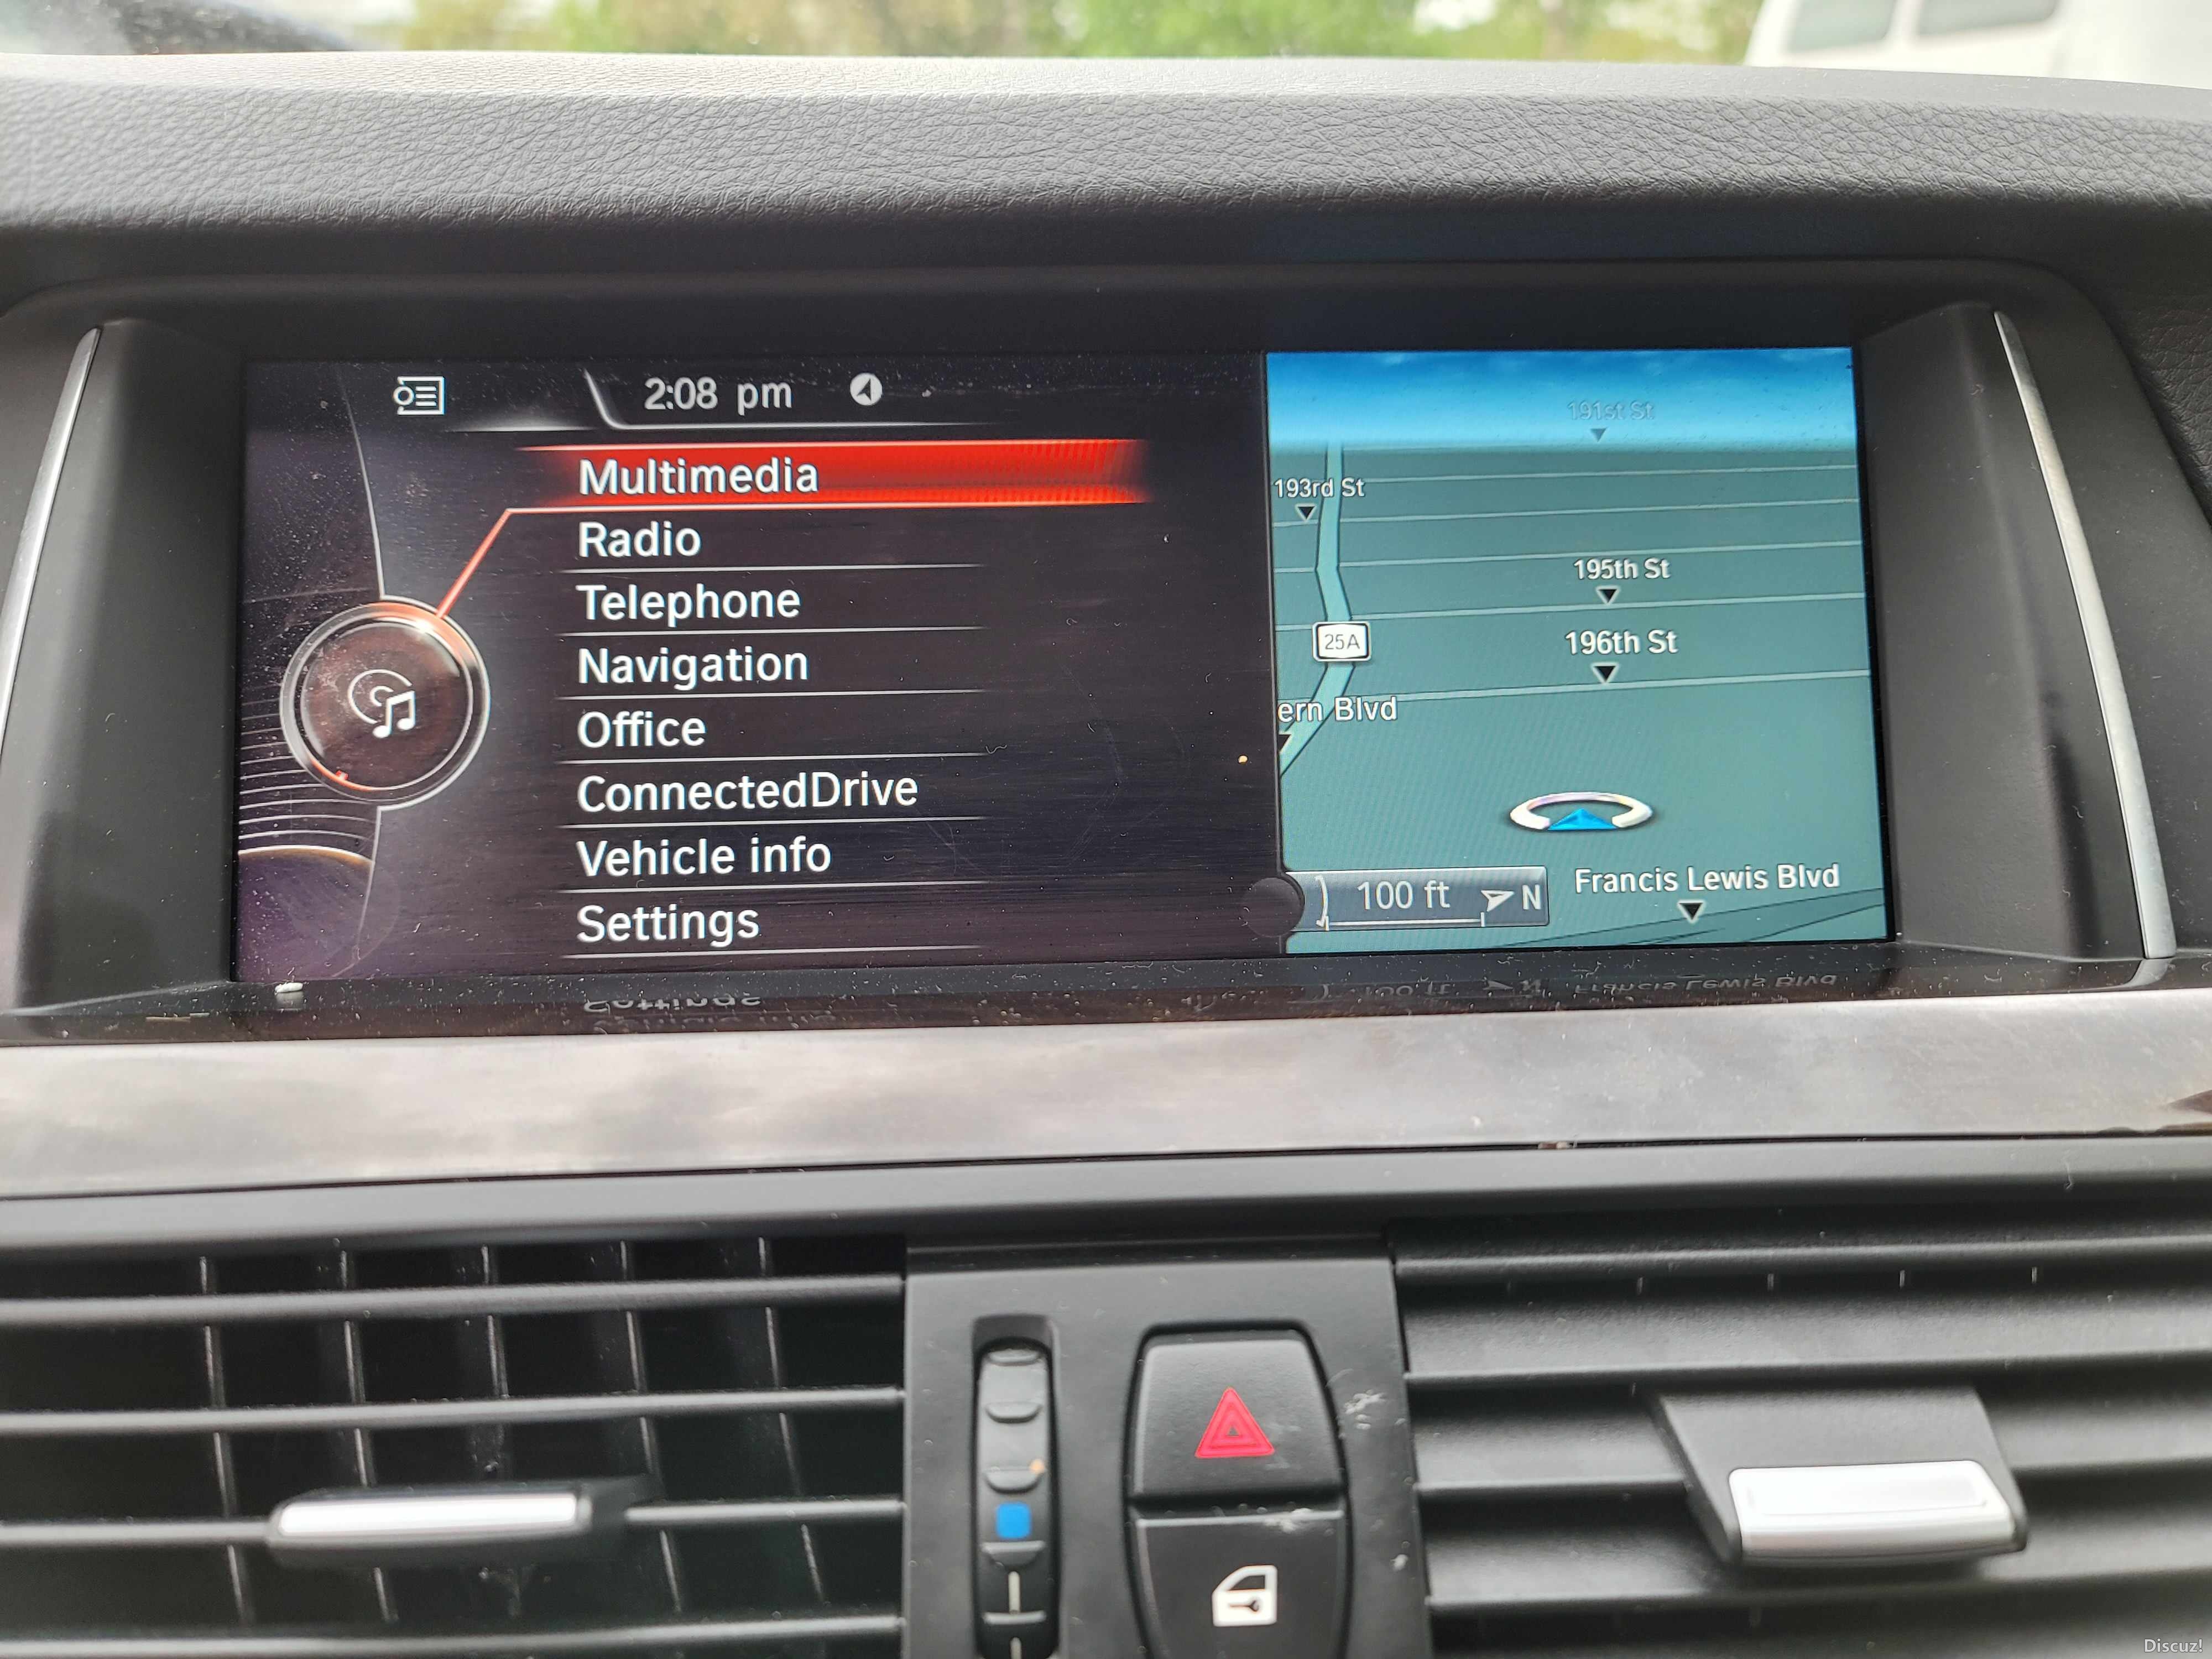 2:08 pm
Multimedia
Radio
Telephone
Navigation
Office
ConnectedDrive
Vehicle info
Settings
191st St
193rd St
195th St
25A
196th St
ern Blvd
100 ft
N
Francis Lewis Blvd
Discuz!